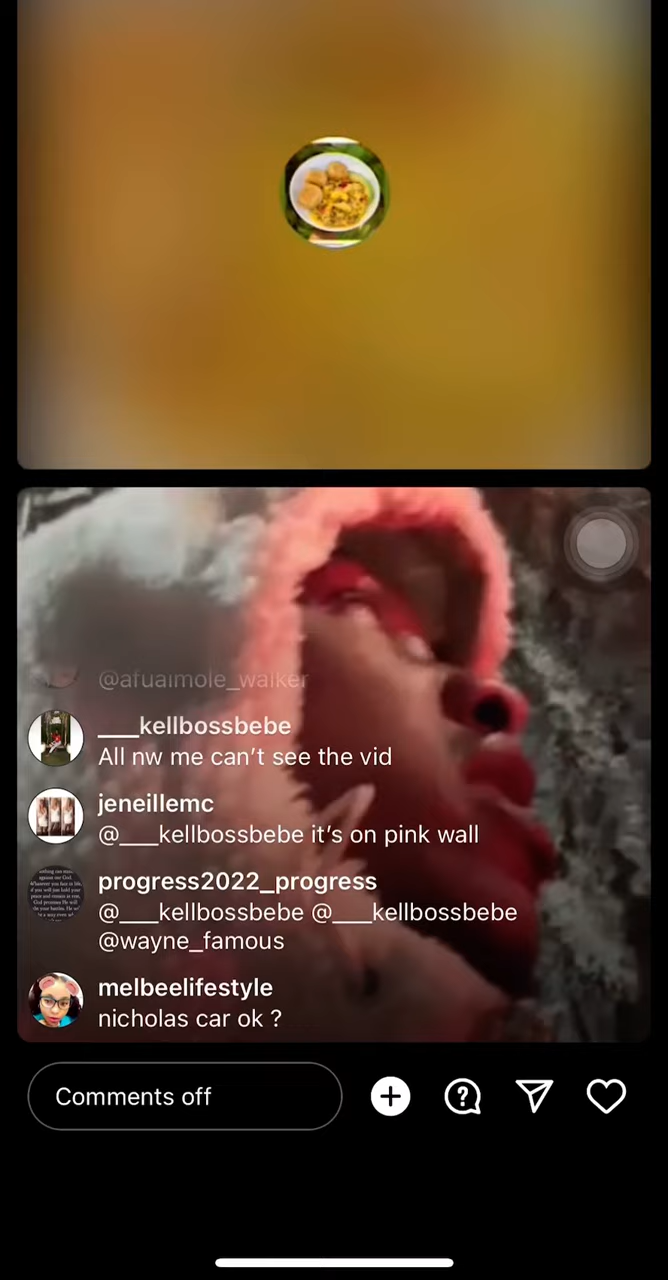 @afuaimole_walker
___kellbossbebe
All nw me can't see the vid
jeneillemc
@___kellbossbebe it's on pink wall
progress2022_progress
@___kellbossbebe @___kellbossbebe
@wayne_famous
melbeelifestyle
nicholas car ok ?
Comments off